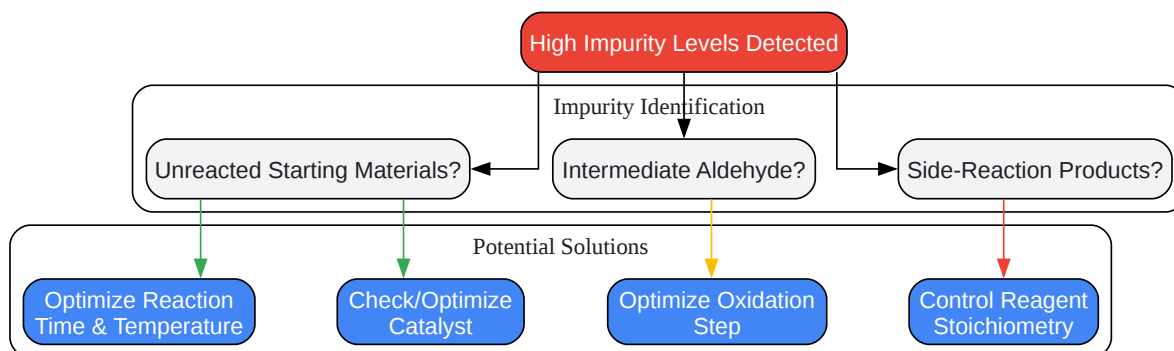 High Impurity Levels Detected
Impurity Identification
Unreacted Starting Materials?
Intermediate Aldehyde?
Side-Reaction Products?
Potential Solutions
Optimize Reaction
Time & Temperature
Check/Optimize
Catalyst
Optimize Oxidation
Step
Control Reagent
Stoichiometry